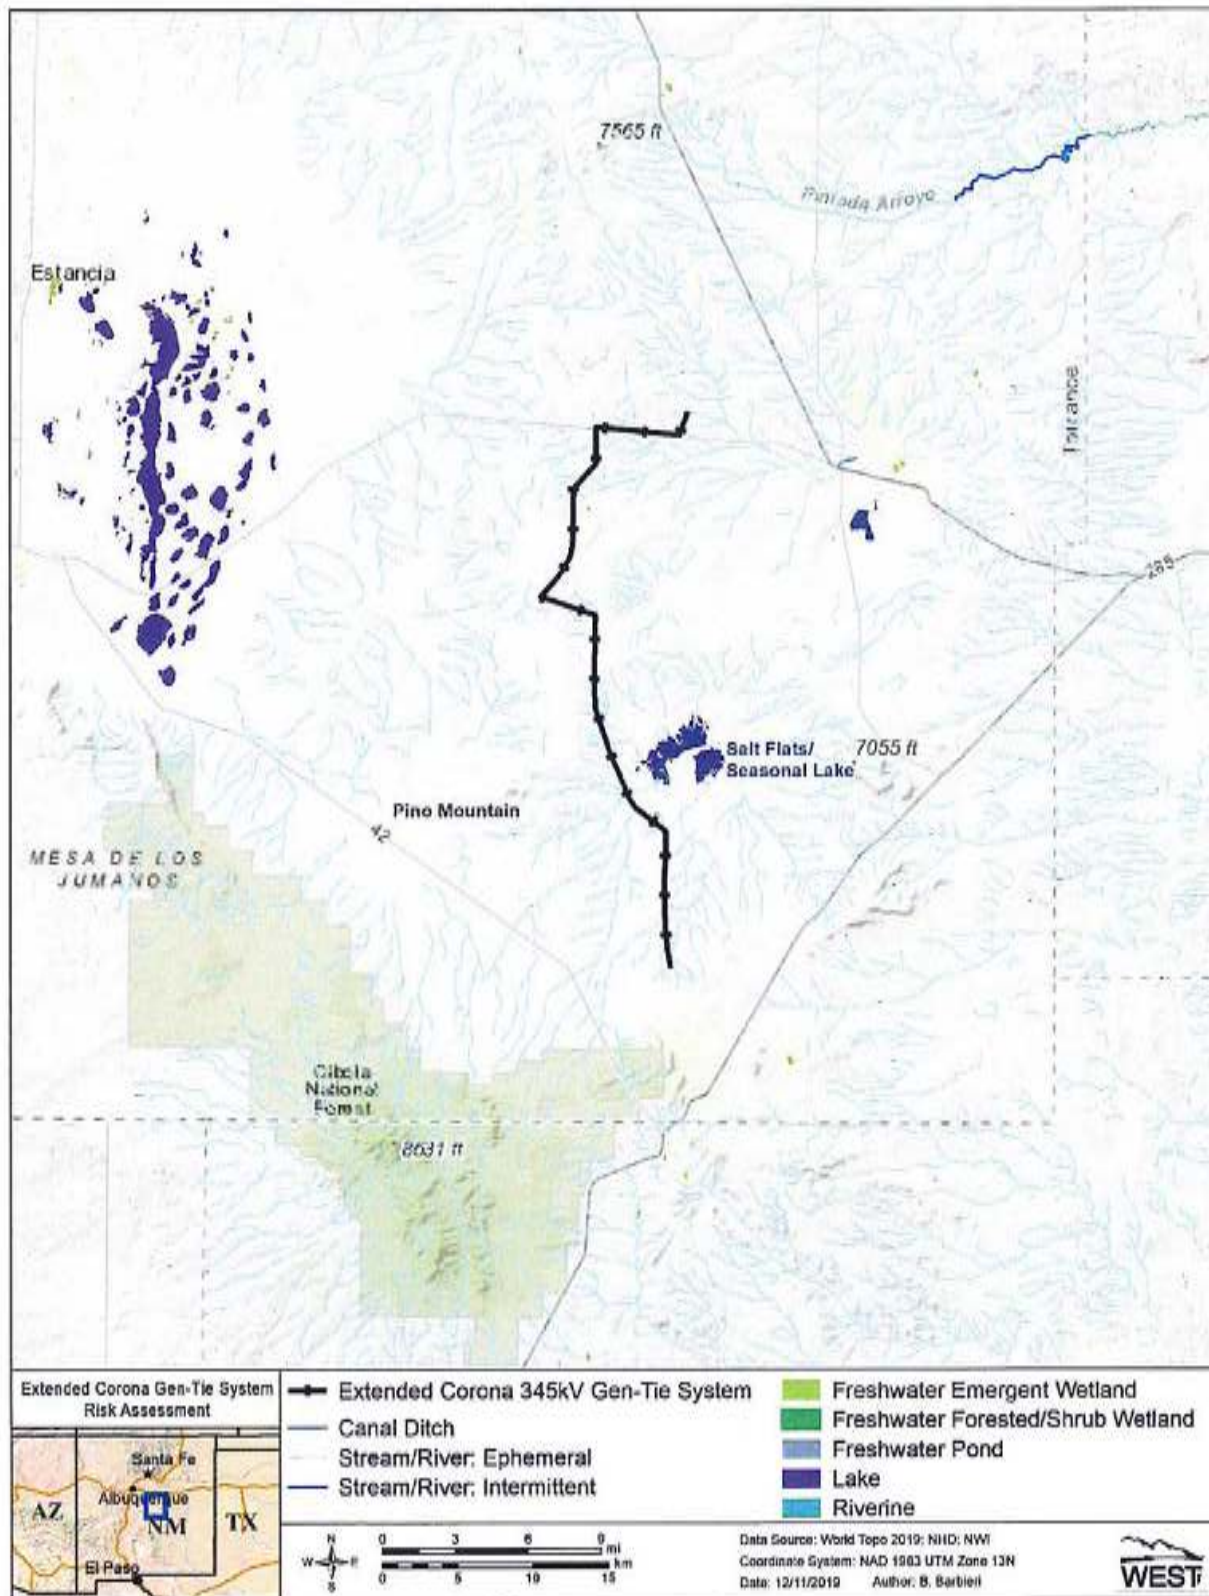 7565 ft
Pintada Arroyo
Estancia
Torrance
285
Salt Flats/
Seasonal Lake
7055 ft
Pino Mountain
42
MESA DE LOS
JUMANOS
Cibola
National
Forest
8631 ft
Extended Corona Gen-Tie System
Risk Assessment
Santa Fe
Albuquerque
AZ
NM
TX
El Paso
Extended Corona 345kV Gen-Tie System
Canal Ditch
Stream/River: Ephemeral
Stream/River: Intermittent
Freshwater Emergent Wetland
Freshwater Forested/Shrub Wetland
Freshwater Pond
Lake
Riverine
N
W E
S
0 3 6 9
mi
km
0 5 10 15
Data Source: World Topo 2019; NHD; NWI
Coordinate System: NAD 1983 UTM Zone 13N
Date: 12/11/2019 Author: B. Barbieri
WEST